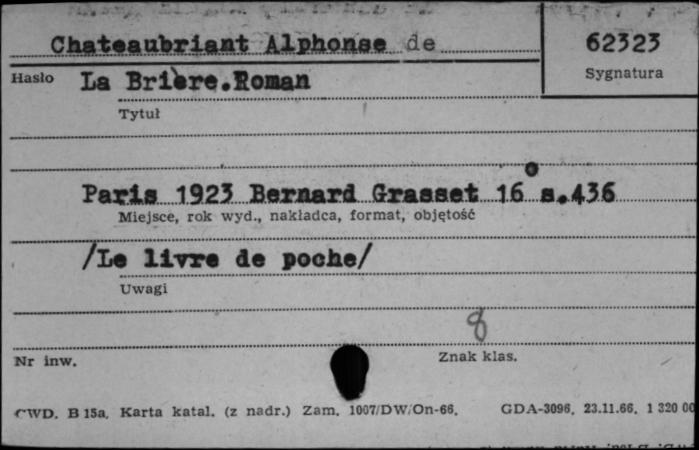 Chateaubriant Alphonse de
62323
Hasło
Sygnatura
La Brière.Roman
Tytuł
Paris 1923 Bernard Grasset 16° s.436
Miejsce, rok wyd., nakładca, format, objętość
/Le livre de poche/
Uwagi
8
Nr inw.
Znak klas.
CWD. B 15a. Karta katal. (z nadr.) Zam. 1007/DW/On-66. GDA-3096. 23.11.66. 1 320 00